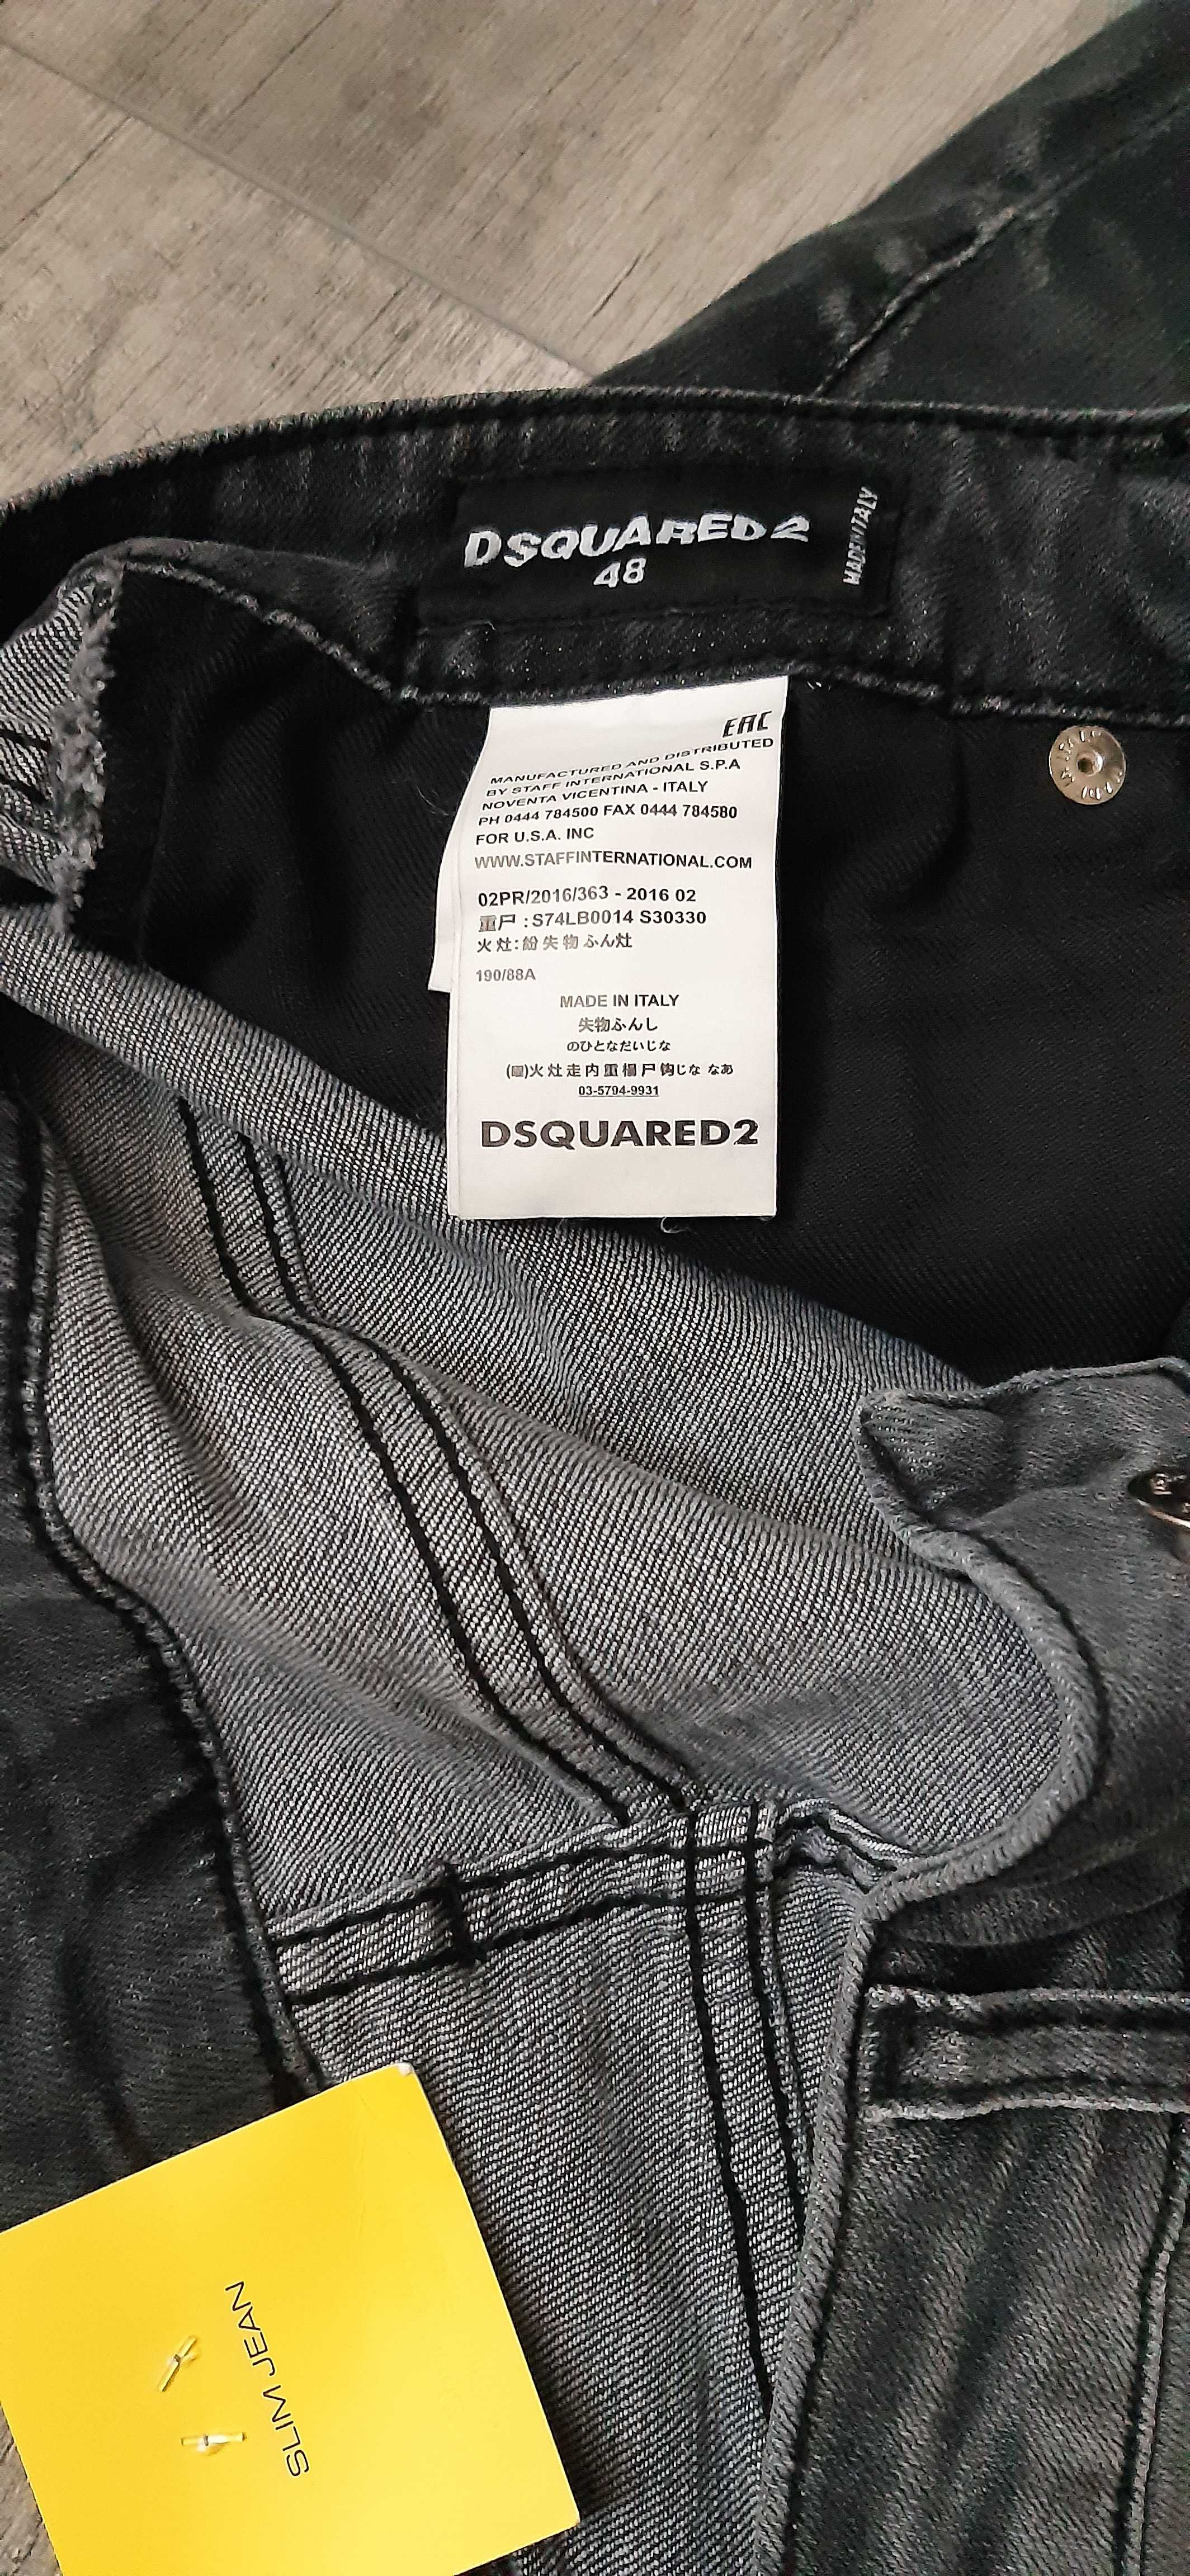 DSQUARED2
48
MADE IN ITALY
EAC
MANUFACTURED AND DISTRIBUTED
BY STAFF INTERNATIONAL S.P.A
NOVENTA VICENTINA - ITALY
PH 0444 784500 FAX 0444 784580
FOR U.S.A. INC
WWW.STAFFINTERNATIONAL.COM
02PR/2016/363 - 2016 02
重尸 : S74LB0014 S30330
火灶: 紛失物ふん灶
190/88A
MADE IN ITALY
失物ふんし
のひとなだいじな
火灶走内重楊尸钩じな なあ
03-5794-9931
DSQUARED2
SLIM JEAN